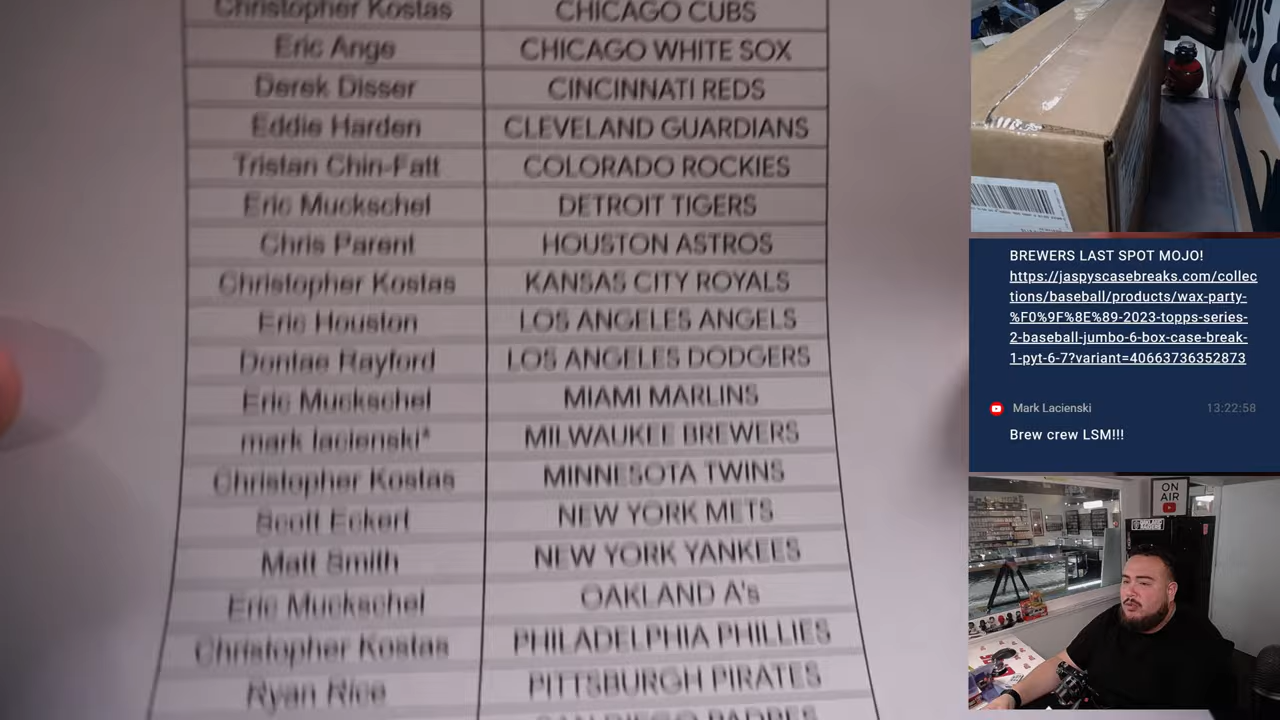 Christopher Kostas CHICAGO CUBS
Eric Ange CHICAGO WHITE SOX
Derek Disser CINCINNATI REDS
Eddie Harden CLEVELAND GUARDIANS
Tristan Chin-Fatt COLORADO ROCKIES
Eric Muckschel DETROIT TIGERS
Chris Parent HOUSTON ASTROS
Christopher Kostas KANSAS CITY ROYALS
Eric Houston LOS ANGELES ANGELS
Dontae Rayford LOS ANGELES DODGERS
Eric Muckschel MIAMI MARLINS
mark lacienski* MILWAUKEE BREWERS
Christopher Kostas MINNESOTA TWINS
Scott Eckert NEW YORK METS
Matt Smith NEW YORK YANKEES
Eric Muckschel OAKLAND A's
Christopher Kostas PHILADELPHIA PHILLIES
Ryan Rice PITTSBURGH PIRATES
SAN DIEGO PADRES
BREWERS LAST SPOT MOJO!
https://jaspyscasebreaks.com/collec
tions/baseball/products/wax-party-
%F0%9F%8E%89-2023-topps-series-
2-baseball-jumbo-6-box-case-break-
1-pyt-6-7?variant=40663736352873
Mark Lacienski 13:22:58
Brew crew LSM!!!
ON
AIR